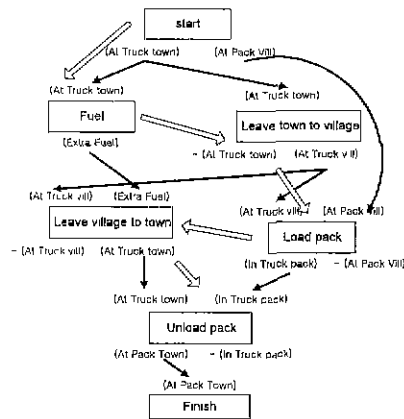 start
(At Truck town) (At Pack Vill)
(At Truck town) (At Truck town)
Fuel Leave town to village
(Extra Fuel) ~ (At Truck town) (At Truck vill)
(At Truck vill) (Extra Fuel) (At Truck vill) (At Pack Vill)
Leave village to town Load pack
~ (At Truck vill) (At Truck town) (In Truck pack) ~ (At Pack Vill)
(At Truck town) (In Truck pack)
Unload pack
(At Pack Town) ~ (In Truck pack)
(At Pack Town)
Finish